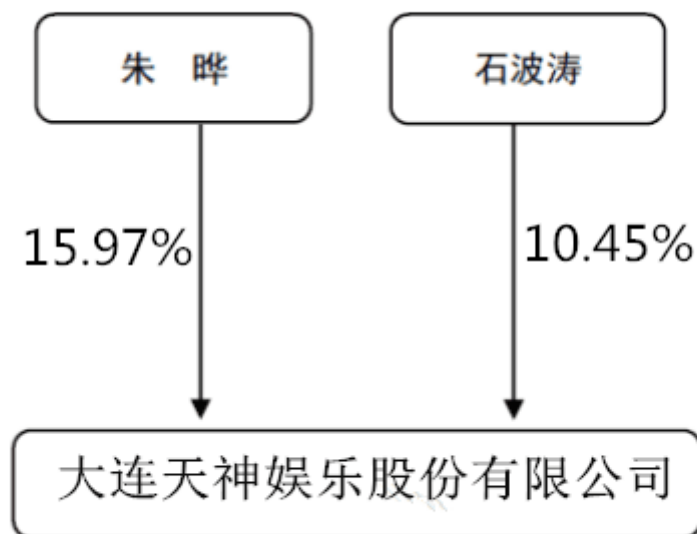 朱　晔
石波涛
15.97%
10.45%
大连天神娱乐股份有限公司